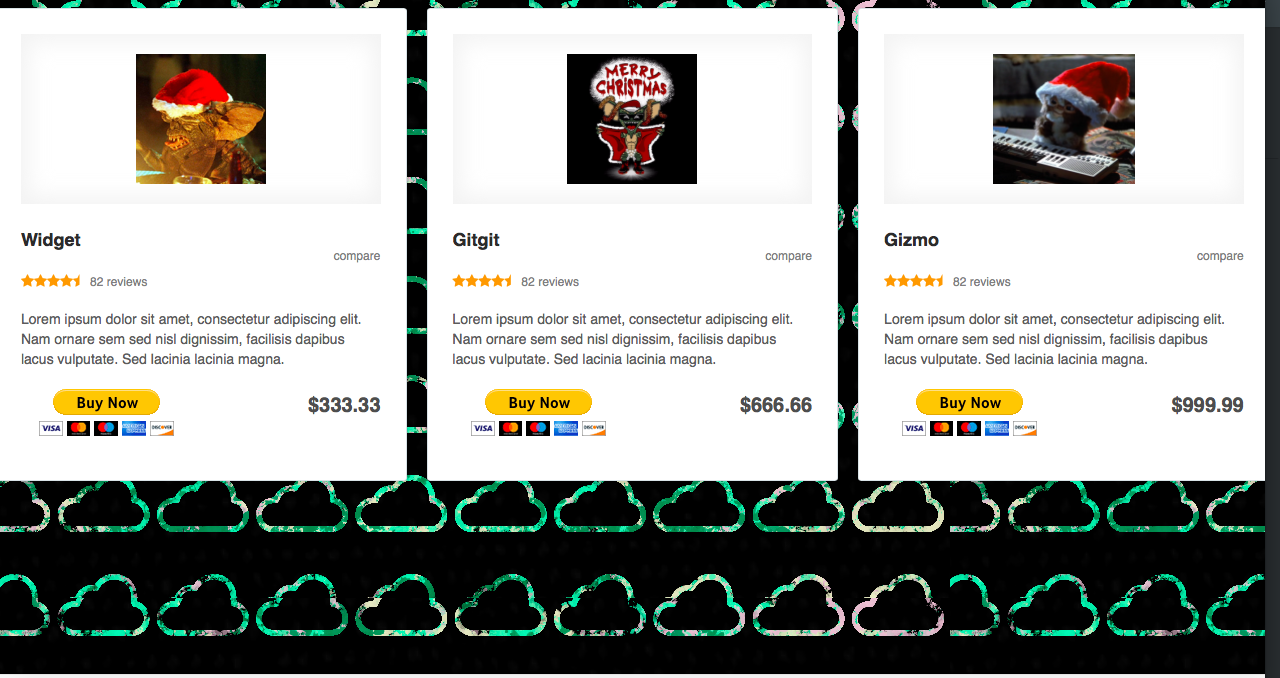 MERRY
CHRISTMAS
Widget
compare
82 reviews
Lorem ipsum dolor sit amet, consectetur adipiscing elit.
Nam ornare sem sed nisl dignissim, facilisis dapibus
lacus vulputate. Sed lacinia lacinia magna.
Buy Now
$333.33
VISA
DISCOVER
Gitgit
compare
82 reviews
Lorem ipsum dolor sit amet, consectetur adipiscing elit.
Nam ornare sem sed nisl dignissim, facilisis dapibus
lacus vulputate. Sed lacinia lacinia magna.
Buy Now
$666.66
VISA
DISCOVER
Gizmo
compare
82 reviews
Lorem ipsum dolor sit amet, consectetur adipiscing elit.
Nam ornare sem sed nisl dignissim, facilisis dapibus
lacus vulputate. Sed lacinia lacinia magna.
Buy Now
$999.99
VISA
DISCOVER